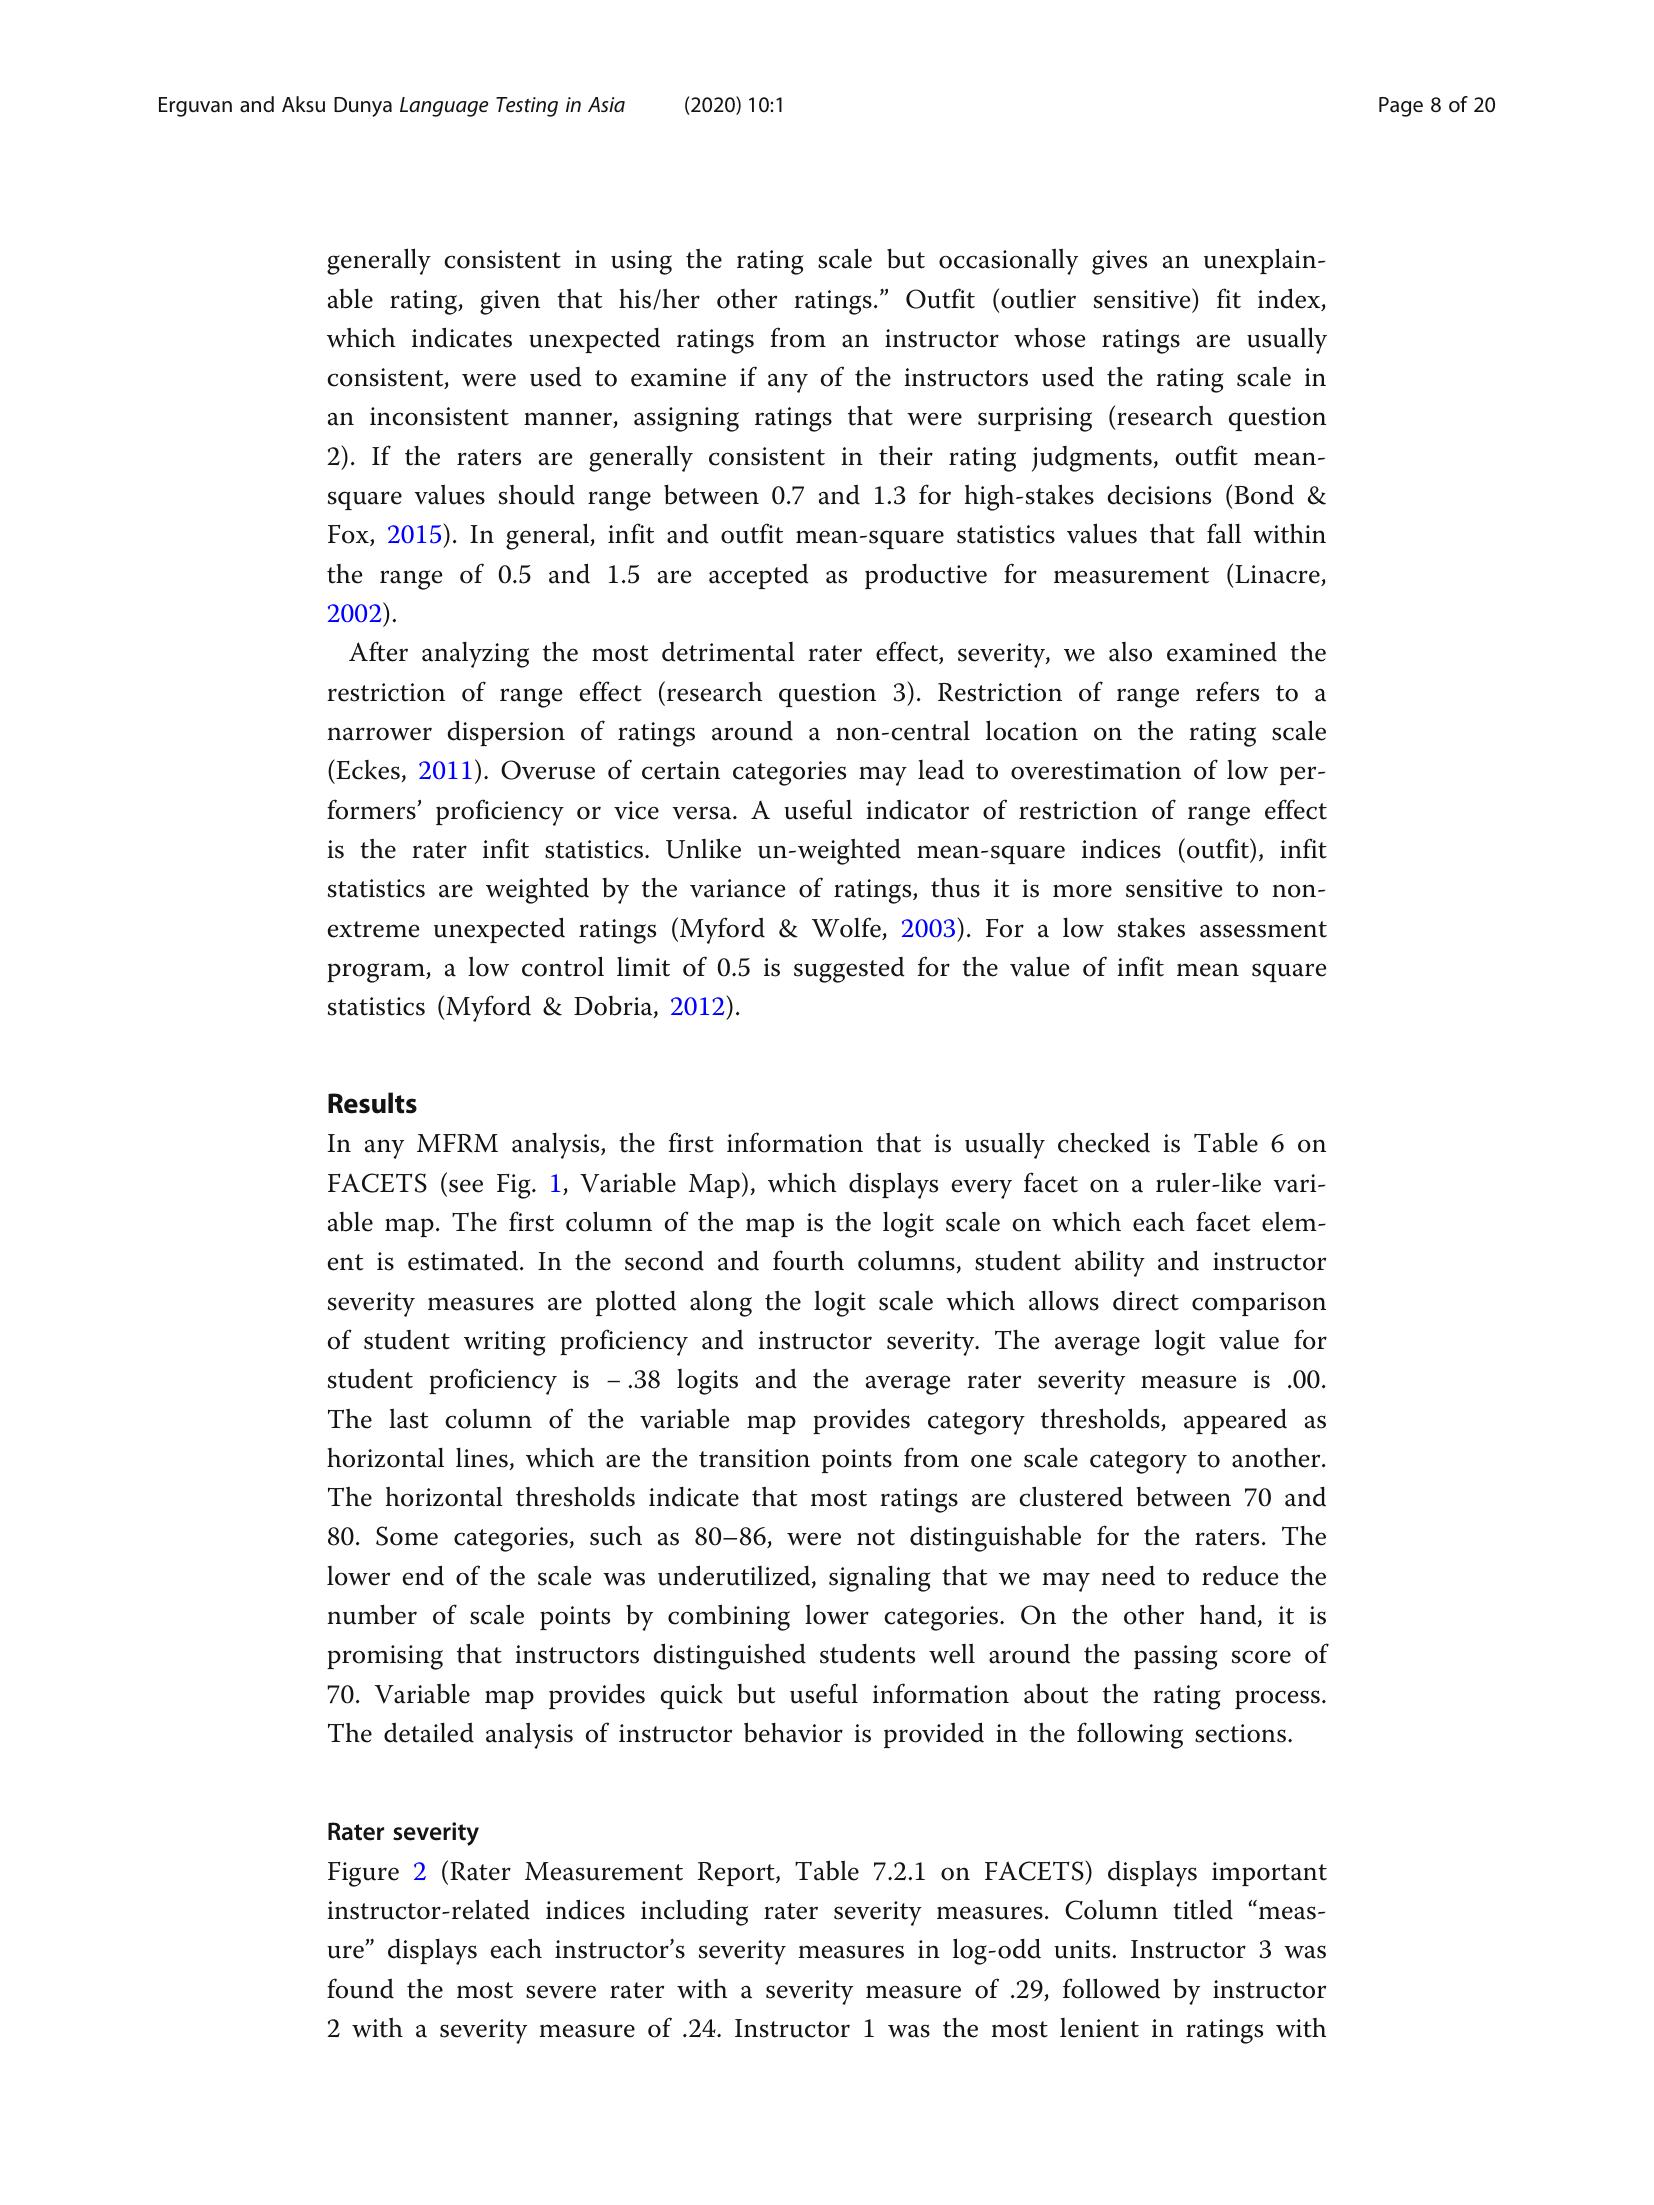 Erguvan and Aksu Dunya Language Testing in Asia (2020) 10:1 Page 8 of 20
generally consistent in using the rating scale but occasionally gives an unexplain-
able rating, given that his/her other ratings.” Outfit (outlier sensitive) fit index,
which indicates unexpected ratings from an instructor whose ratings are usually
consistent, were used to examine if any of the instructors used the rating scale in
an inconsistent manner, assigning ratings that were surprising (research question
2). If the raters are generally consistent in their rating judgments, outfit mean-
square values should range between 0.7 and 1.3 for high-stakes decisions (Bond &
Fox, 2015). In general, infit and outfit mean-square statistics values that fall within
the range of 0.5 and 1.5 are accepted as productive for measurement (Linacre,
2002).
After analyzing the most detrimental rater effect, severity, we also examined the
restriction of range effect (research question 3). Restriction of range refers to a
narrower dispersion of ratings around a non-central location on the rating scale
(Eckes, 2011). Overuse of certain categories may lead to overestimation of low per-
formers’ proficiency or vice versa. A useful indicator of restriction of range effect
is the rater infit statistics. Unlike un-weighted mean-square indices (outfit), infit
statistics are weighted by the variance of ratings, thus it is more sensitive to non-
extreme unexpected ratings (Myford & Wolfe, 2003). For a low stakes assessment
program, a low control limit of 0.5 is suggested for the value of infit mean square
statistics (Myford & Dobria, 2012).
Results
In any MFRM analysis, the first information that is usually checked is Table 6 on
FACETS (see Fig. 1, Variable Map), which displays every facet on a ruler-like vari-
able map. The first column of the map is the logit scale on which each facet elem-
ent is estimated. In the second and fourth columns, student ability and instructor
severity measures are plotted along the logit scale which allows direct comparison
of student writing proficiency and instructor severity. The average logit value for
student proficiency is − .38 logits and the average rater severity measure is .00.
The last column of the variable map provides category thresholds, appeared as
horizontal lines, which are the transition points from one scale category to another.
The horizontal thresholds indicate that most ratings are clustered between 70 and
80. Some categories, such as 80–86, were not distinguishable for the raters. The
lower end of the scale was underutilized, signaling that we may need to reduce the
number of scale points by combining lower categories. On the other hand, it is
promising that instructors distinguished students well around the passing score of
70. Variable map provides quick but useful information about the rating process.
The detailed analysis of instructor behavior is provided in the following sections.
Rater severity
Figure 2 (Rater Measurement Report, Table 7.2.1 on FACETS) displays important
instructor-related indices including rater severity measures. Column titled “meas-
ure” displays each instructor’s severity measures in log-odd units. Instructor 3 was
found the most severe rater with a severity measure of .29, followed by instructor
2 with a severity measure of .24. Instructor 1 was the most lenient in ratings with